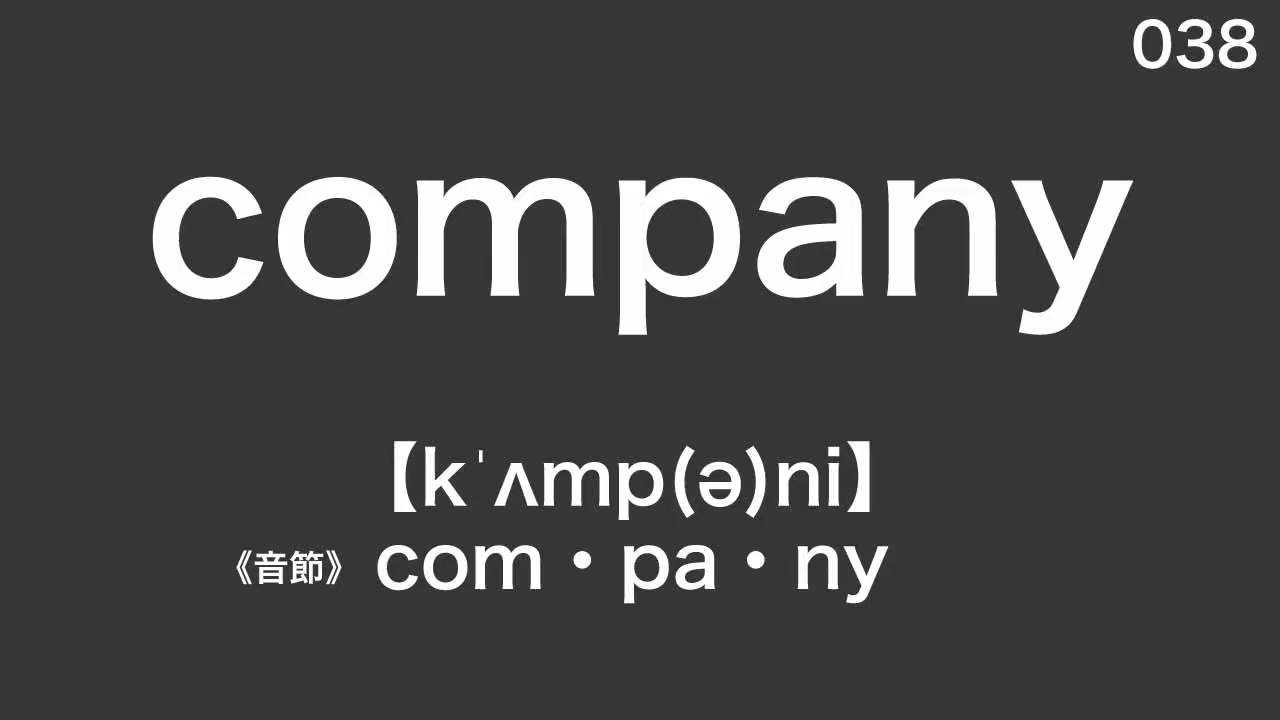 038
company
【kˈʌmp(ə)ni】
《音節》 com・pa・ny